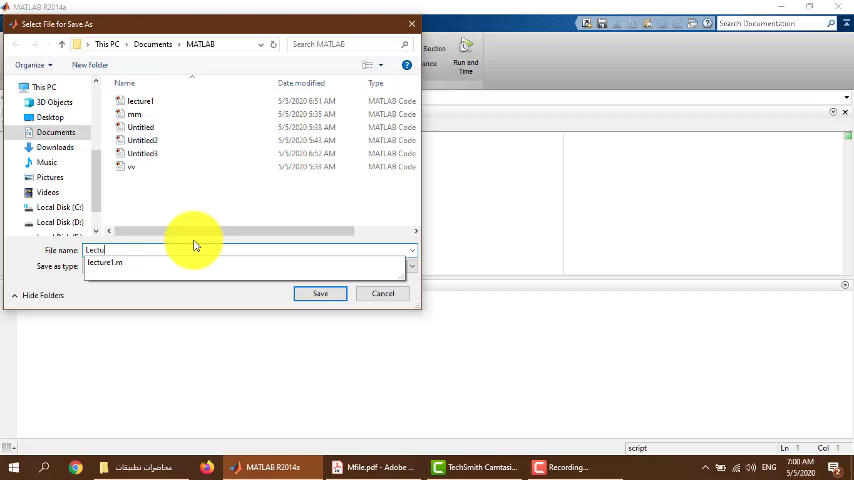 MATLAB R2014a
Select File for Save As
This PC > Documents > MATLAB
Search MATLAB
Search Documentation
Section
Run and
Time
Organize
New folder
Name
Date modified
Type
This PC
3D Objects
Desktop
Documents
Downloads
Music
Pictures
Videos
Local Disk (C:)
Local Disk (D:)
lecture1 5/5/2020 6:51 AM MATLAB Code
mm 5/5/2020 5:35 AM MATLAB Code
Untitled 5/5/2020 5:38 AM MATLAB Code
Untitled2 5/5/2020 5:43 AM MATLAB Code
Untitled3 5/5/2020 6:52 AM MATLAB Code
vv 5/5/2020 5:33 AM MATLAB Code
File name: Lectu
lecture1.m
Save as type:
Hide Folders
Save
Cancel
script
Ln 1
Col 1
محاضرات تطبيقات
MATLAB R2014a
Mfile.pdf - Adobe ...
TechSmith Camtasi...
Recording...
ENG
7:00 AM
5/5/2020
2